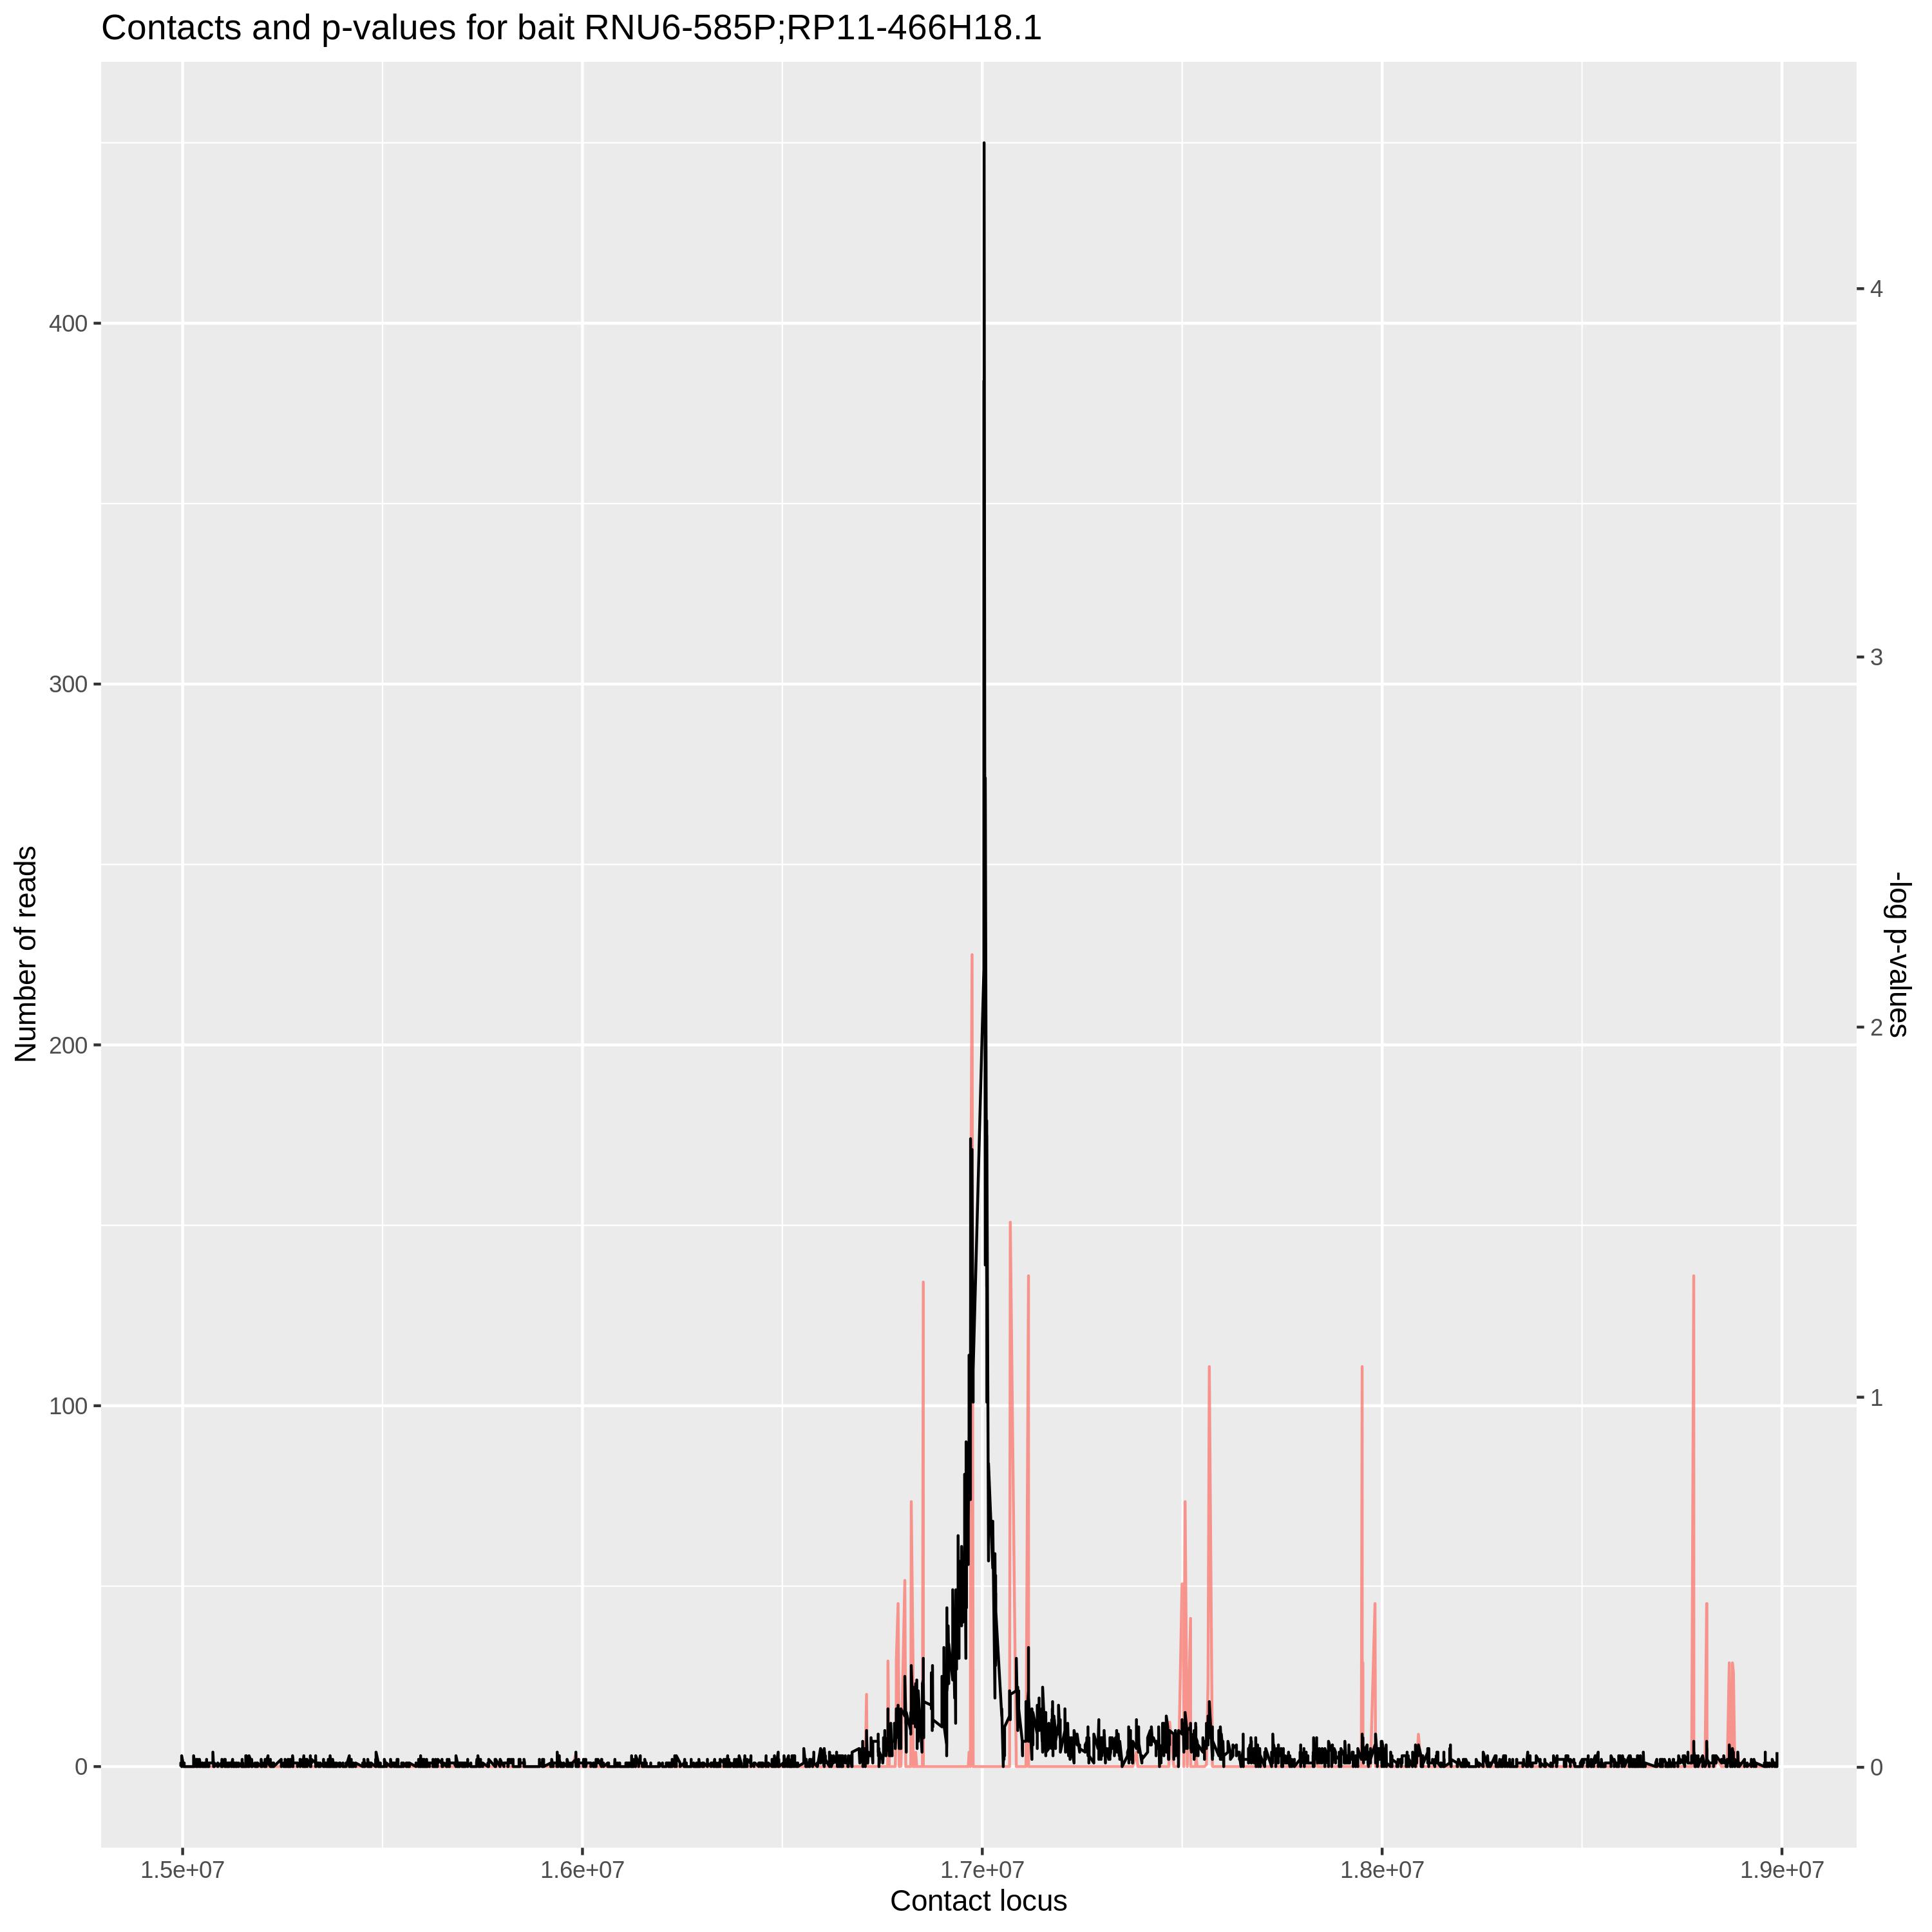 Contacts and p-values for bait RNU6-585P;RP11-466H18.1
Number of reads
400
300
200
100
0
4
3
2
1
0
-log p-values
1.5e+07 1.6e+07 1.7e+07 1.8e+07 1.9e+07
Contact locus